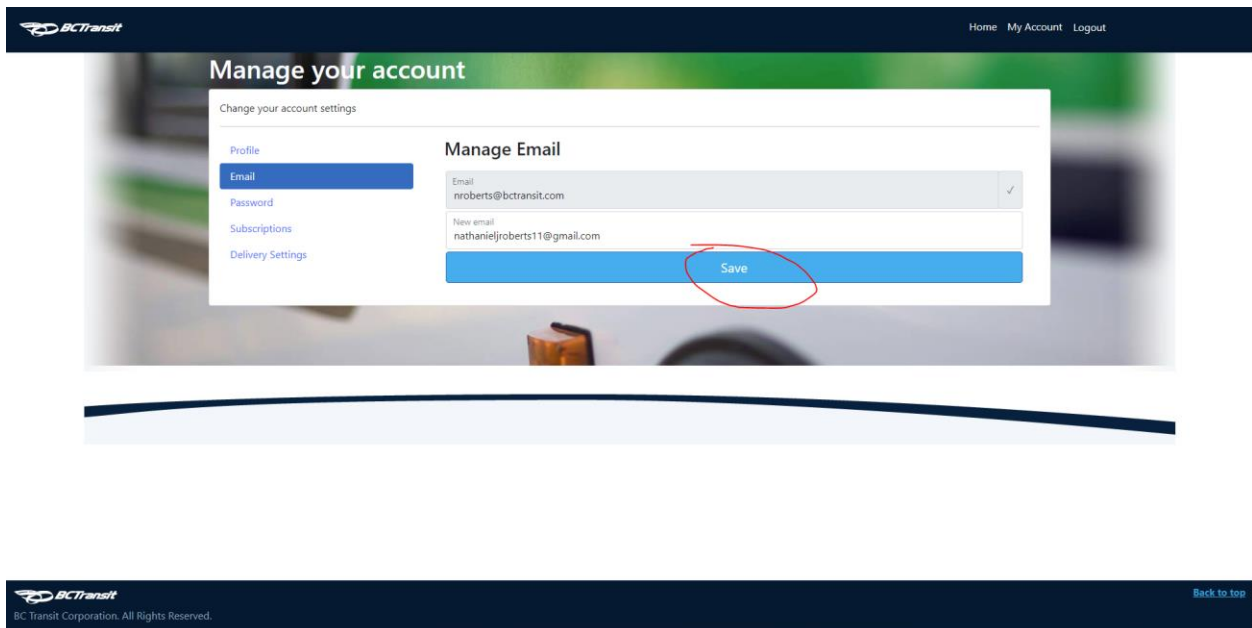 BCTransit
Home My Account Logout
Manage your account
Change your account settings
Profile
Email
Password
Subscriptions
Delivery Settings
Manage Email
Email
nroberts@bctransit.com
New email
nathanieljroberts11@gmail.com
Save
BCTransit
Back to top
BC Transit Corporation. All Rights Reserved.